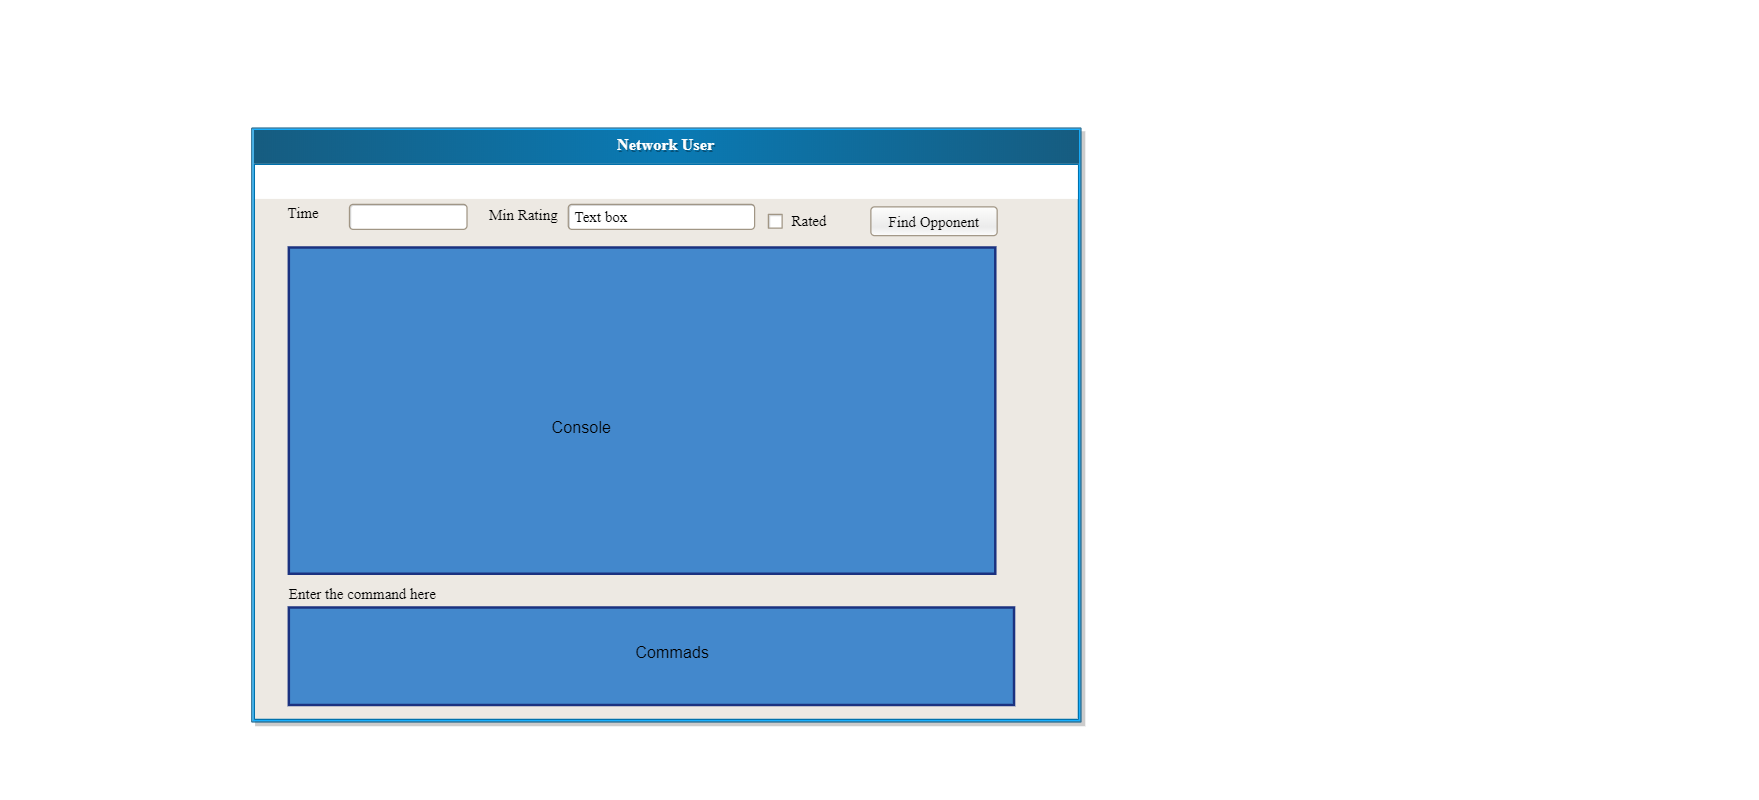 Network User
Time
Min Rating
Text box
Rated
Find Opponent
Console
Enter the command here
Commads